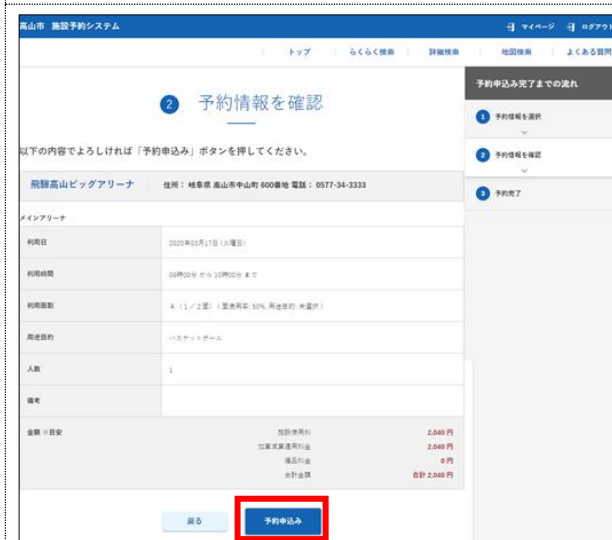 高山市 施設予約システム
マイページ
ログアウト
トップ
らくらく検索
詳細検索
地図検索
よくある質問
2 予約情報を確認
以下の内容でよろしければ「予約申込み」ボタンを押してください。
飛騨高山ビッグアリーナ 住所： 岐阜県 高山市中山町 600番地 電話： 0577-34-3333
メインアリーナ
利用日 2020年03月17日 (火曜日)
利用時間 09時00分 から 10時00分 まで
利用面割 A（１／２面）（面使用率: 50%, 用途目的: 未選択）
用途目的 バスケットボール
人数 1
備考
金額 ※目安
施設使用料 2,040 円
加算減算適用料金 2,040 円
備品料金 0 円
合計金額 合計 2,040 円
戻る
予約申込み
予約申込み完了までの流れ
1 予約情報を選択
2 予約情報を確認
3 予約完了